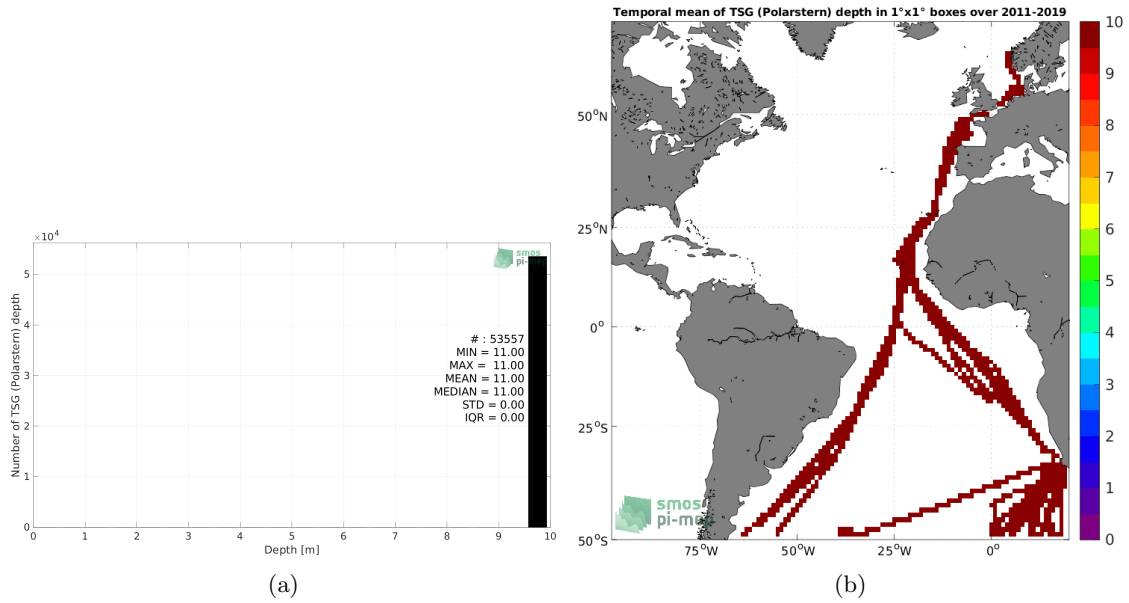 ×10⁴
5
4
3
2
1
0
Number of TSG (Polarstern) depth
smos
pi-mep
# : 53557
MIN = 11.00
MAX = 11.00
MEAN = 11.00
MEDIAN = 11.00
STD = 0.00
IQR = 0.00
0 1 2 3 4 5 6 7 8 9 10
Depth [m]
(a)
Temporal mean of TSG (Polarstern) depth in 1°x1° boxes over 2011-2019
50°N
25°N
0°
25°S
50°S
75°W 50°W 25°W 0°
smos
pi-mep
10
9
8
7
6
5
4
3
2
1
0
(b)